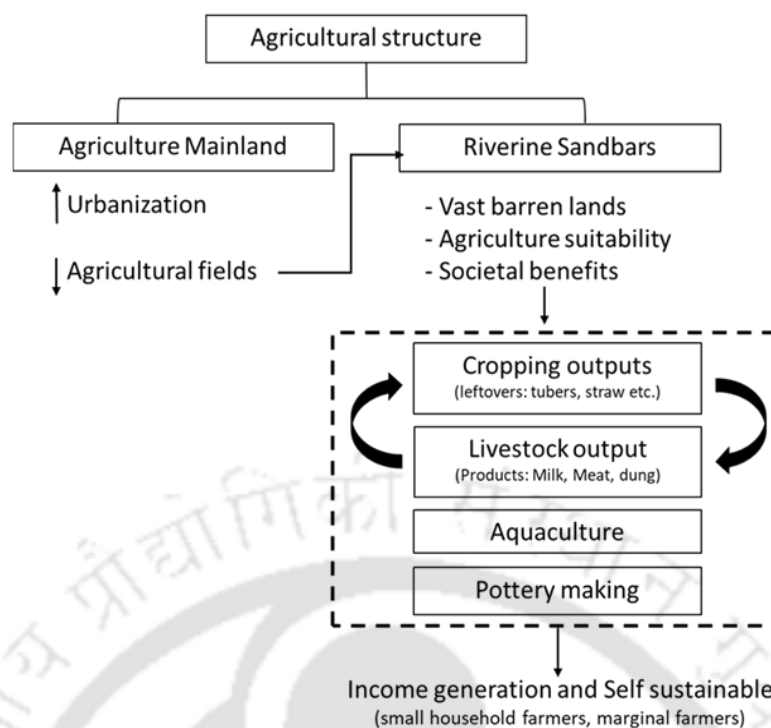 Agricultural structure
Agriculture Mainland
Riverine Sandbars
↑ Urbanization
↓ Agricultural fields
- Vast barren lands
- Agriculture suitability
- Societal benefits
Cropping outputs
(leftovers: tubers, straw etc.)
Livestock output
(Products: Milk, Meat, dung)
Aquaculture
Pottery making
Income generation and Self sustainable
(small household farmers, marginal farmers)
प्रौद्योगिकी